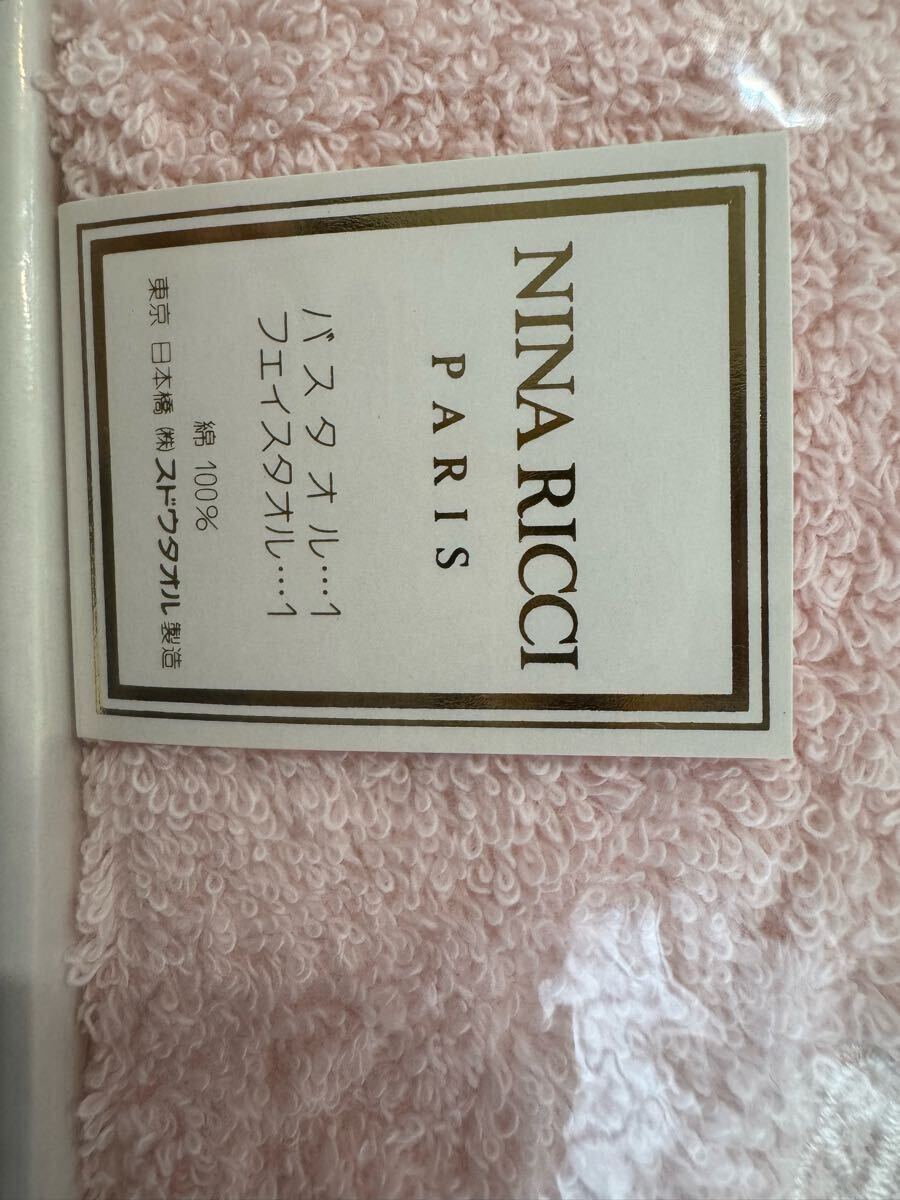 NINA RICCI
PARIS
バスタオル…1
フェイスタオル…1
綿 100%
東京 日本橋 ㈱スドウタオル製造